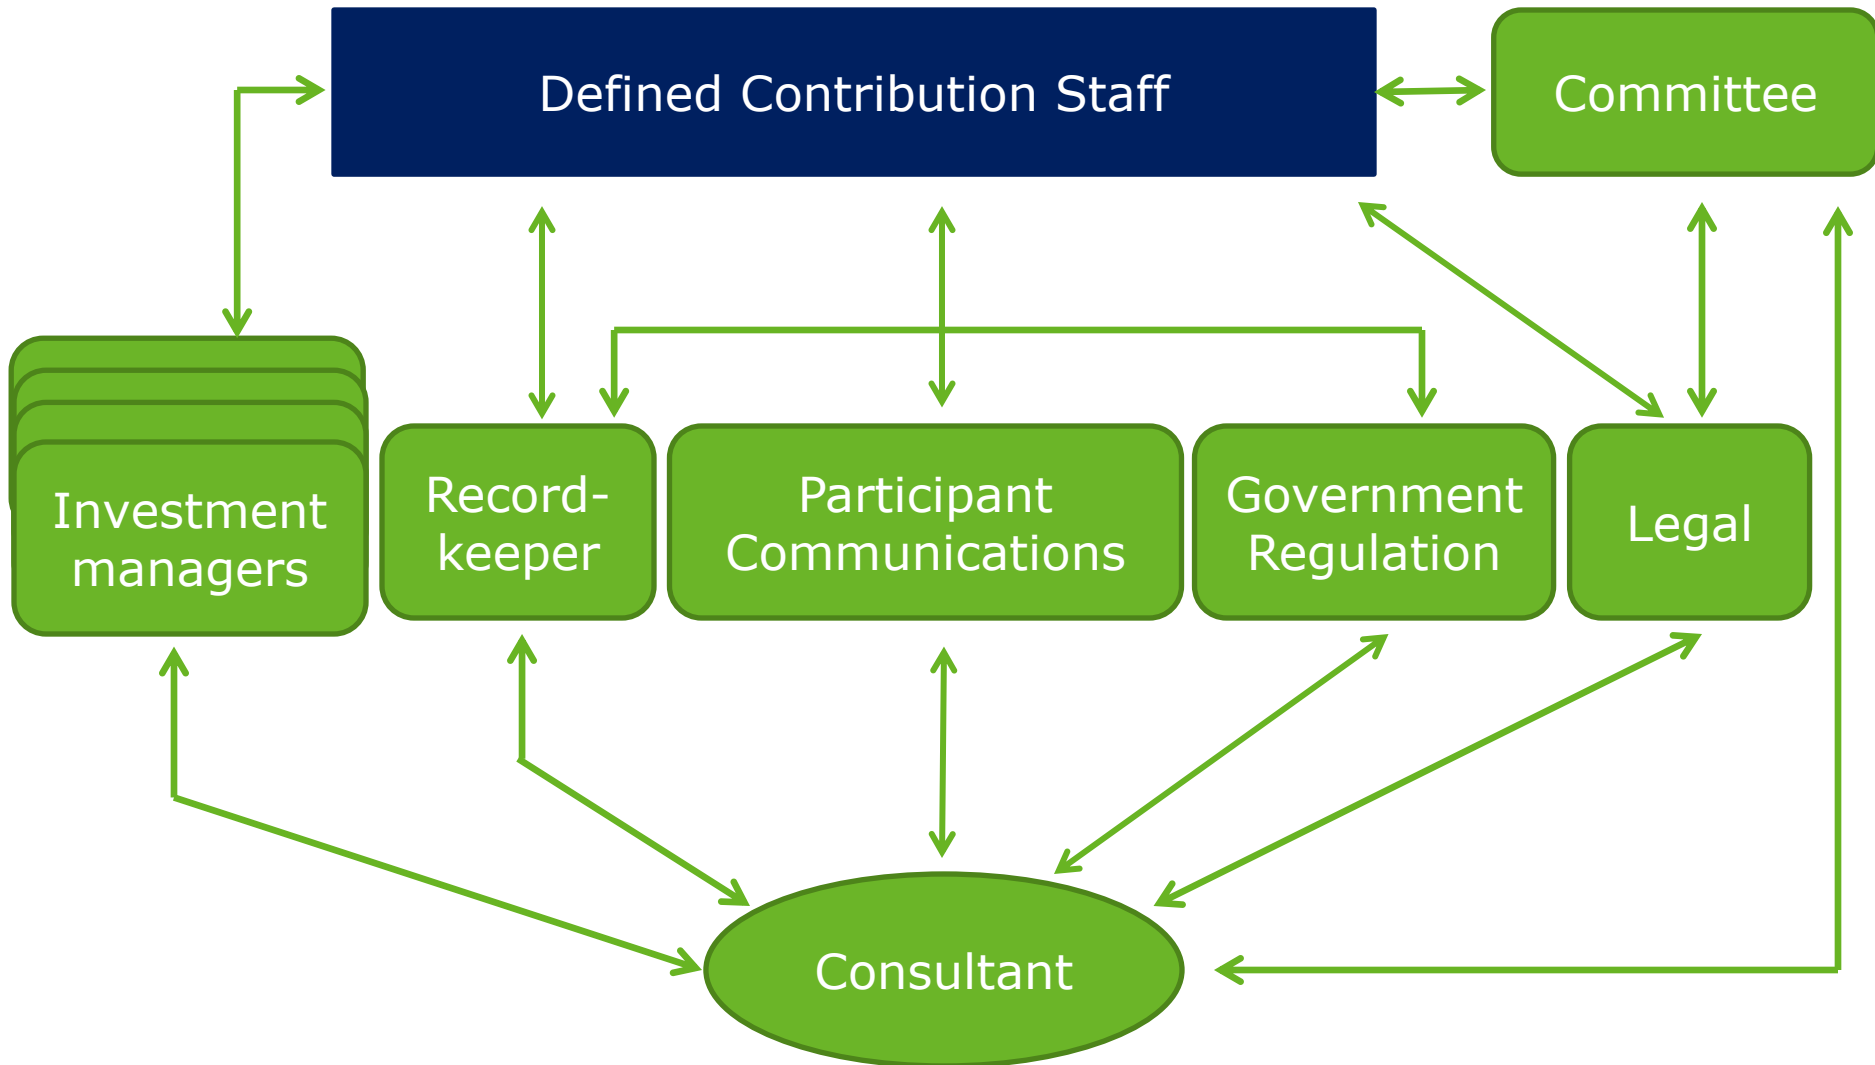 Defined Contribution Staff
Committee
Investment
managers
Record-
keeper
Participant
Communications
Government
Regulation
Legal
Consultant